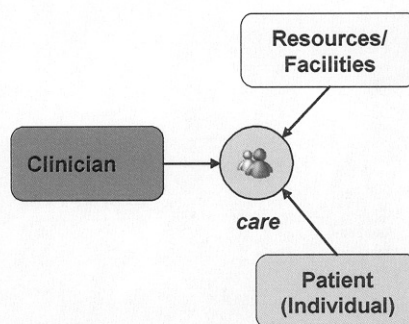 Resources/
Facilities
Clinician
care
Patient
(Individual)